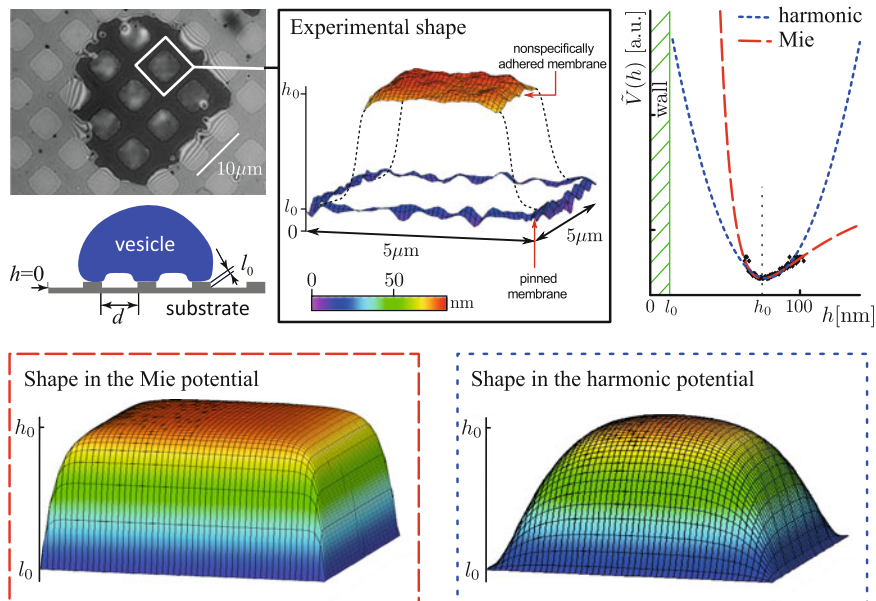 10μm
Experimental shape
nonspecifically
adhered membrane
h₀
l₀
0
5μm
5μm
pinned
membrane
0
50
nm
vesicle
h=0
l₀
d
substrate
harmonic
Mie
Ṽ(h) [a.u.]
wall
0
l₀
h₀
100
h[nm]
Shape in the Mie potential
h₀
l₀
Shape in the harmonic potential
h₀
l₀